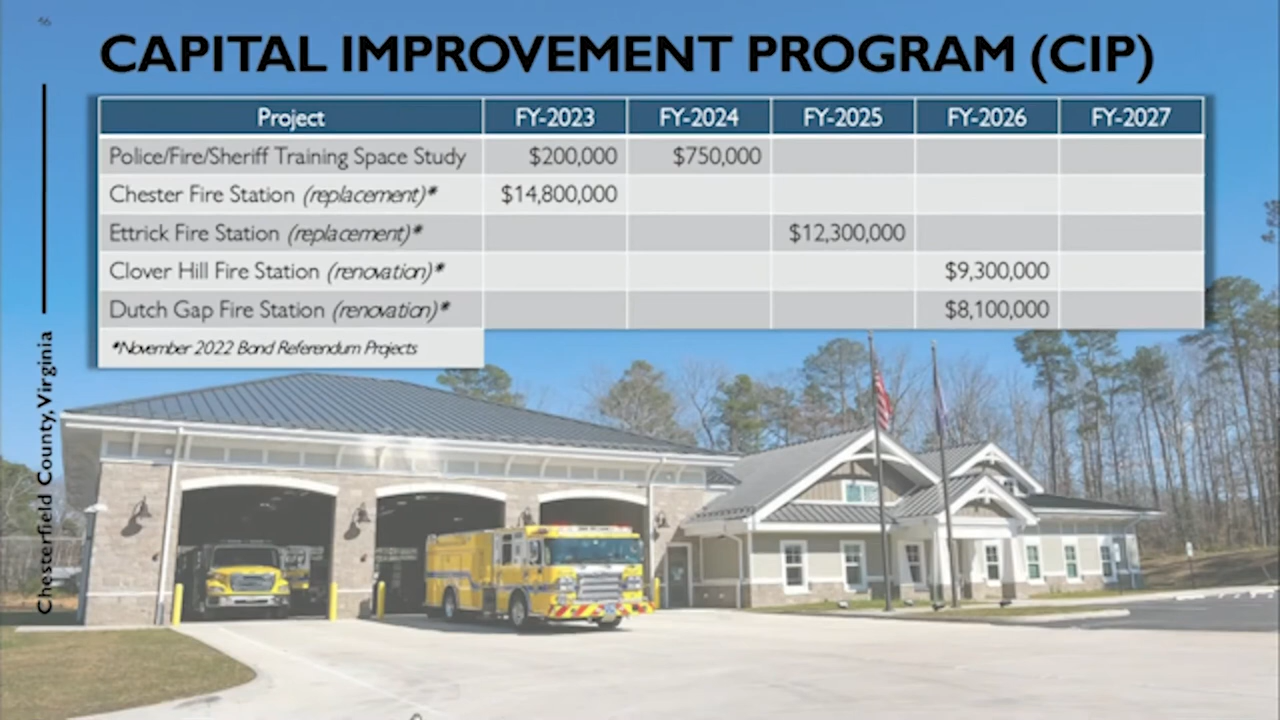 CAPITAL IMPROVEMENT PROGRAM (CIP)
Project FY-2023 FY-2024 FY-2025 FY-2026 FY-2027
Police/Fire/Sheriff Training Space Study $200,000 $750,000
Chester Fire Station (replacement)* $14,800,000
Ettrick Fire Station (replacement)* $12,300,000
Clover Hill Fire Station (renovation)* $9,300,000
Dutch Gap Fire Station (renovation)* $8,100,000
*November 2022 Bond Referendum Projects
Chesterfield County, Virginia